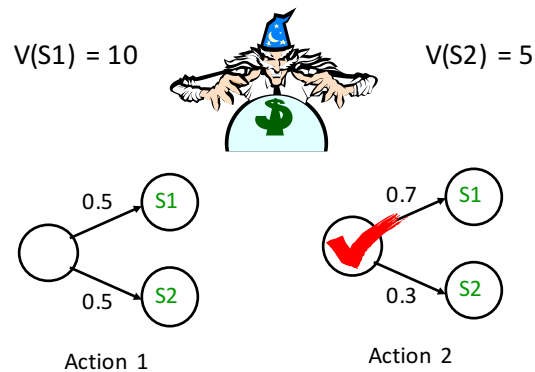 V(S1) = 10
V(S2) = 5
$
0.5
S1
0.5
S2
Action 1
0.7
S1
0.3
S2
Action 2